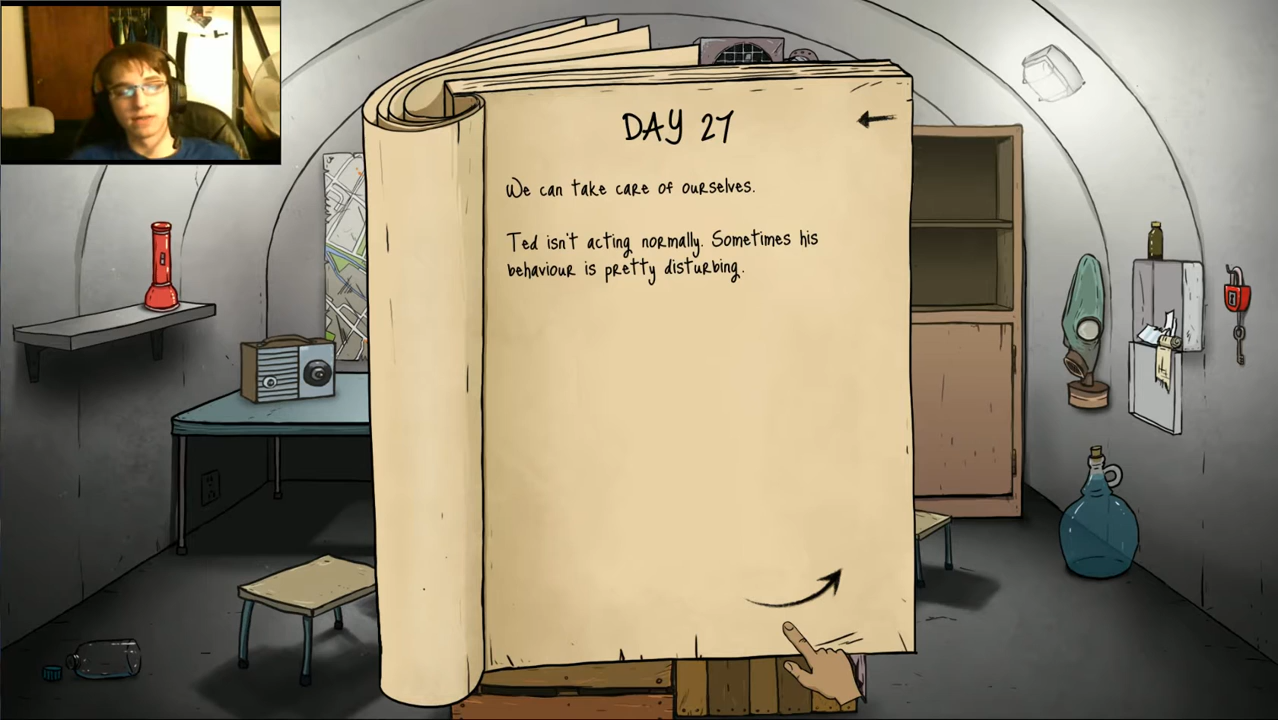 DAY 27
We can take care of ourselves.
Ted isn't acting normally. Sometimes his
behaviour is pretty disturbing.